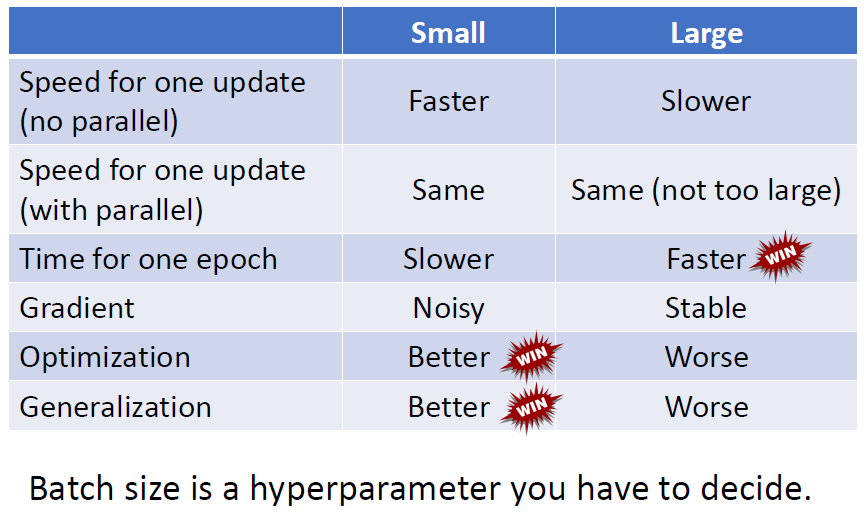 Small Large
Speed for one update
(no parallel)
Faster Slower
Speed for one update
(with parallel)
Same Same (not too large)
Time for one epoch Slower Faster WIN
Gradient Noisy Stable
Optimization Better WIN Worse
Generalization Better WIN Worse
Batch size is a hyperparameter you have to decide.